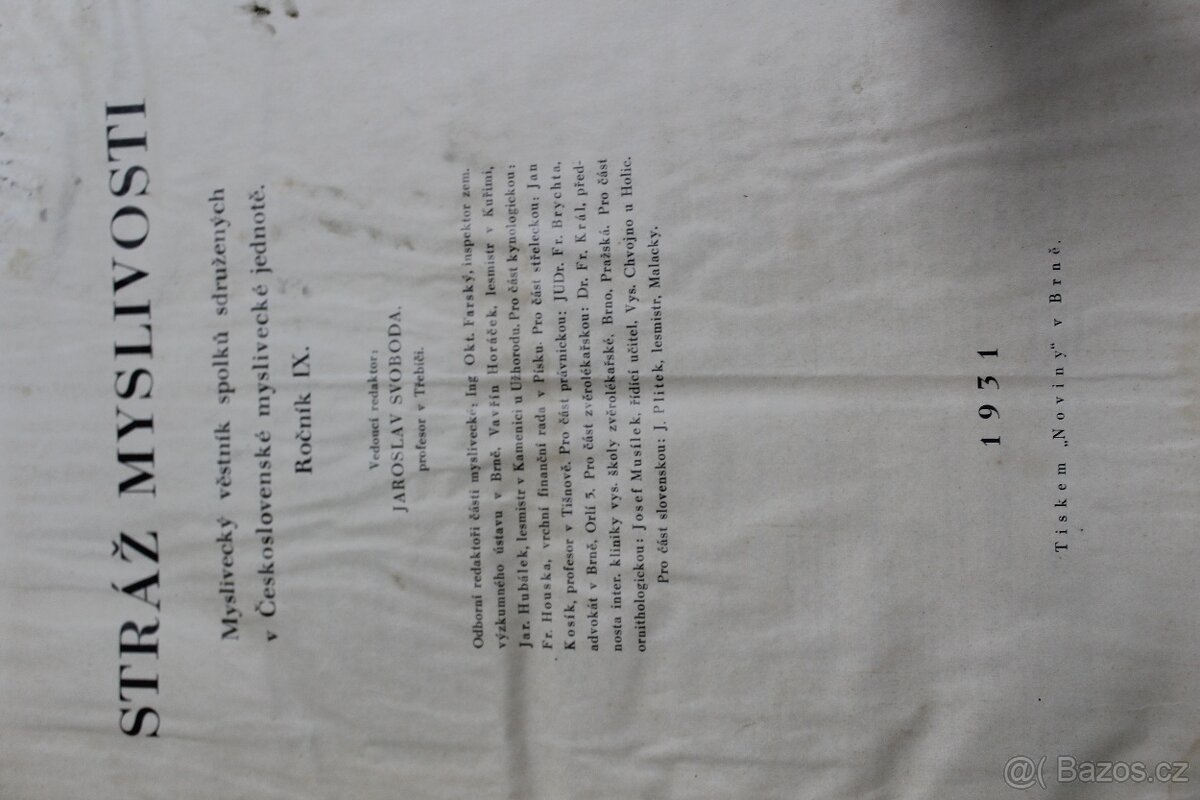 STRÁŽ MYSLIVOSTI
Myslivecký věstník spolků sdružených
v Československé myslivecké jednotě.
Ročník IX.
Vedoucí redaktor:
JAROSLAV SVOBODA,
profesor v Třebíči.
Odborní redaktoři části myslivecké: Ing Okt. Farský, inspektor zem.
výzkumného ústavu v Brně, Vavřín Horáček, lesmistr v Kuřimi,
Jar. Hubálek, lesmistr v Kamenici u Užhorodu. Pro část kynologickou:
Fr. Houska, vrchní finanční rada v Písku. Pro část střeleckou: Jan
Kosík, profesor v Tišnově. Pro část právnickou: JUDr. Fr. Brychta,
advokát v Brně, Orlí 5. Pro část zvěrolékařskou: Dr. Fr. Král, před-
nosta inter. kliniky vys. školy zvěrolékařské, Brno, Pražská. Pro část
ornithologickou: Josef Musílek, řídící učitel, Vys. Chvojno u Holic.
Pro část slovenskou: J. Plitek, lesmistr, Malacky.
1931
Tiskem „Noviny“ v Brně.
@( Bazos.cz